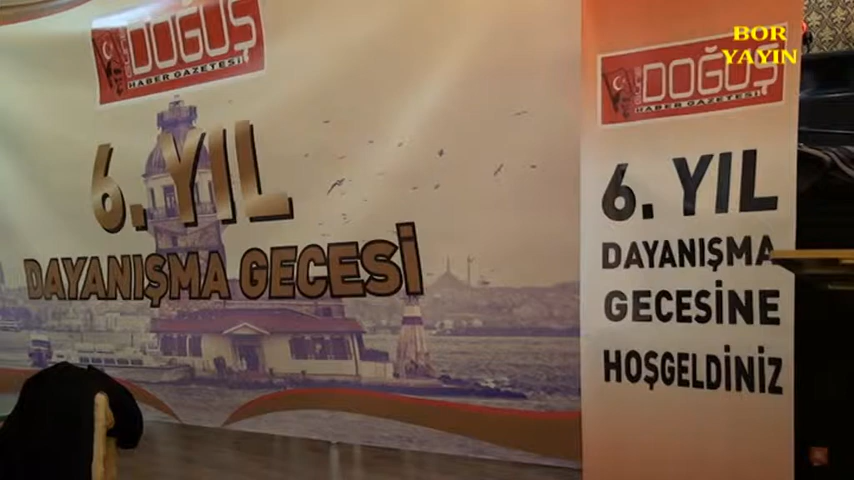 DOĞUŞ
HABER GAZETESİ
6. YIL
DAYANIŞMA GECESİ
BOR
YAYIN
DOĞUŞ
HABER GAZETESİ
6. YIL
DAYANIŞMA
GECESİNE
HOŞGELDİNİZ